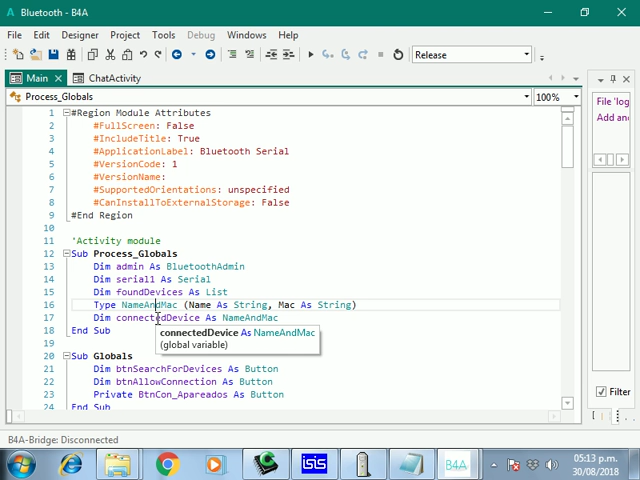 Bluetooth - B4A
File Edit Designer Project Tools Debug Windows Help
Release
Main ChatActivity
Process_Globals 100%
1 #Region Module Attributes
2 #FullScreen: False
3 #IncludeTitle: True
4 #ApplicationLabel: Bluetooth Serial
5 #VersionCode: 1
6 #VersionName:
7 #SupportedOrientations: unspecified
8 #CanInstallToExternalStorage: False
9 #End Region
10
11 'Activity module
12 Sub Process_Globals
13 Dim admin As BluetoothAdmin
14 Dim serial1 As Serial
15 Dim foundDevices As List
16 Type NameAndMac (Name As String, Mac As String)
17 Dim connectedDevice As NameAndMac
18 End Sub
connectedDevice As NameAndMac
(global variable)
19
20 Sub Globals
21 Dim btnSearchForDevices As Button
22 Dim btnAllowConnection As Button
23 Private BtnCon_Apareados As Button
24 End Sub
File 'log
Add and
Filter
B4A-Bridge: Disconnected
isis
B4A
05:13 p.m.
30/08/2018